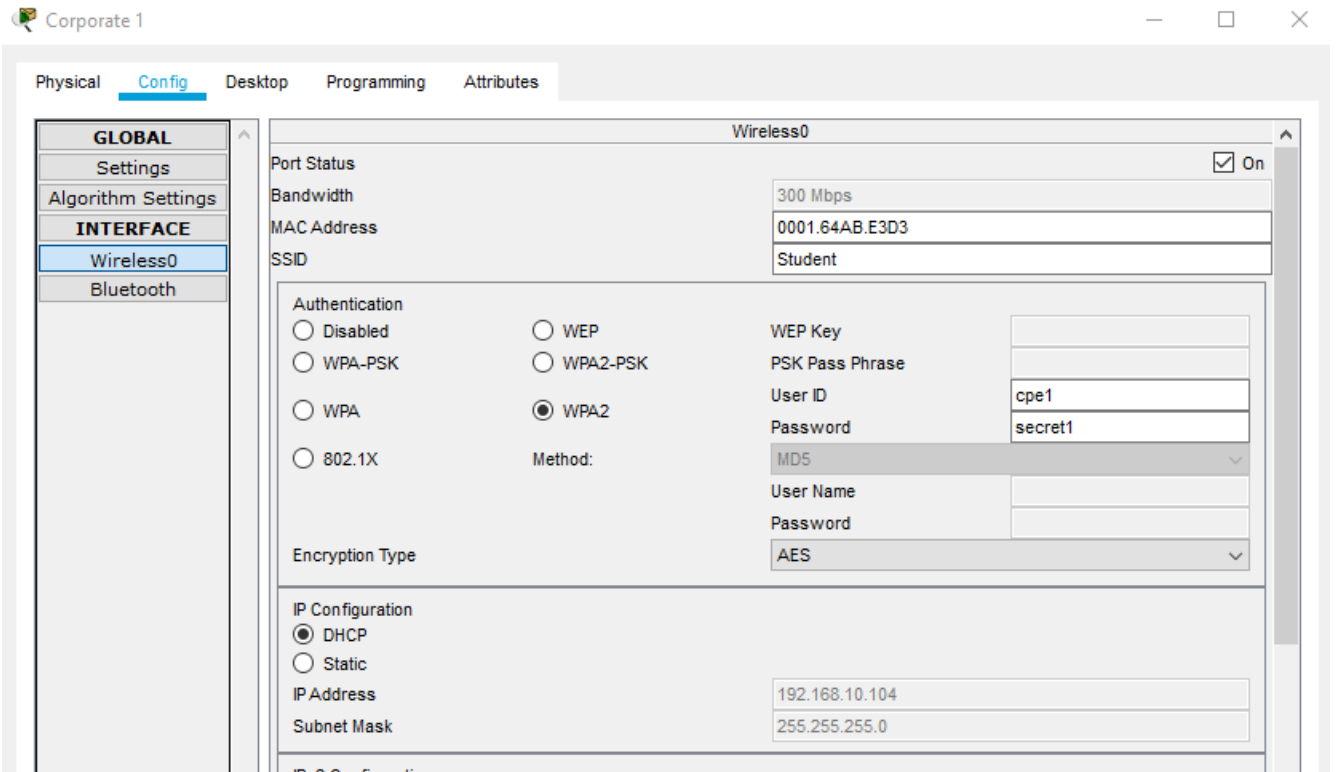 Corporate 1
Physical Config Desktop Programming Attributes
GLOBAL
Settings
Algorithm Settings
INTERFACE
Wireless0
Bluetooth
Wireless0
Port Status On
Bandwidth 300 Mbps
MAC Address 0001.64AB.E3D3
SSID Student
Authentication
Disabled WEP WEP Key
WPA-PSK WPA2-PSK PSK Pass Phrase
User ID cpe1
WPA WPA2
Password secret1
802.1X Method: MD5
User Name
Password
Encryption Type AES
IP Configuration
DHCP
Static
IP Address 192.168.10.104
Subnet Mask 255.255.255.0